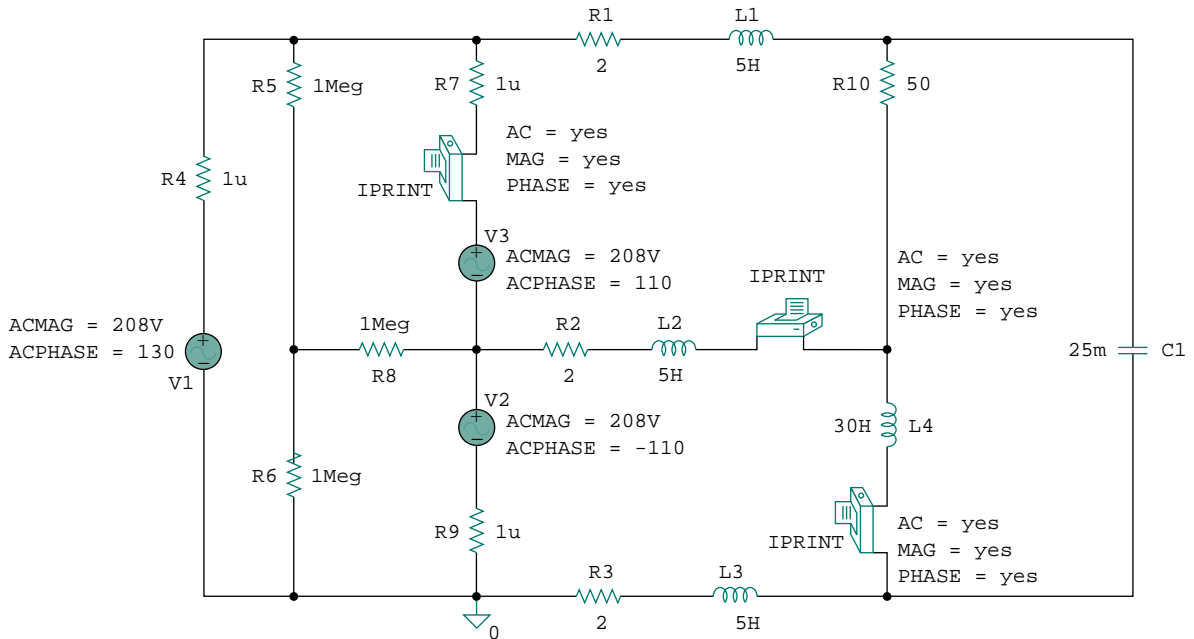 R1
L1
2
5H
R5
1Meg
R7
1u
R10
50
AC = yes
MAG = yes
PHASE = yes
IPRINT
R4
1u
V3
ACMAG = 208V
ACPHASE = 110
IPRINT
AC = yes
MAG = yes
PHASE = yes
ACMAG = 208V
ACPHASE = 130
V1
1Meg
R8
R2
2
L2
5H
25m
C1
V2
ACMAG = 208V
ACPHASE = -110
30H
L4
R6
1Meg
R9
1u
IPRINT
AC = yes
MAG = yes
PHASE = yes
R3
L3
2
5H
0